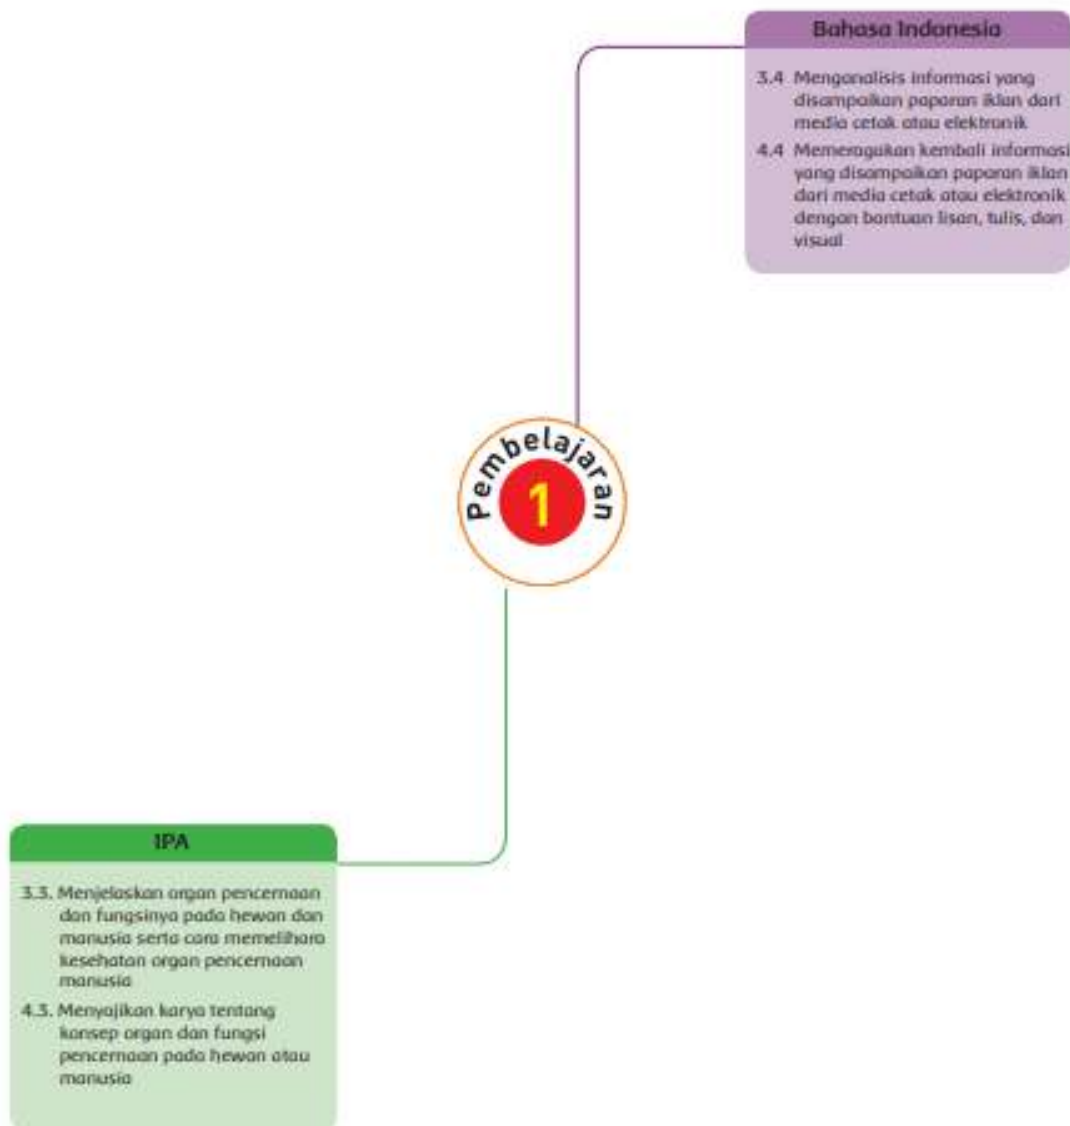 Bahasa Indonesia
3.4 Menganalisis informasi yang
disampaikan paparan iklan dari
media cetak atau elektronik
4.4 Memeragakan kembali informasi
yang disampaikan paparan iklan
dari media cetak atau elektronik
dengan bantuan lisan, tulis, dan
visual
Pembelajaran
1
IPA
3.3. Menjelaskan organ pencernaan
dan fungsinya pada hewan dan
manusia serta cara memelihara
kesehatan organ pencernaan
manusia
4.3. Menyajikan karya tentang
konsep organ dan fungsi
pencernaan pada hewan atau
manusia